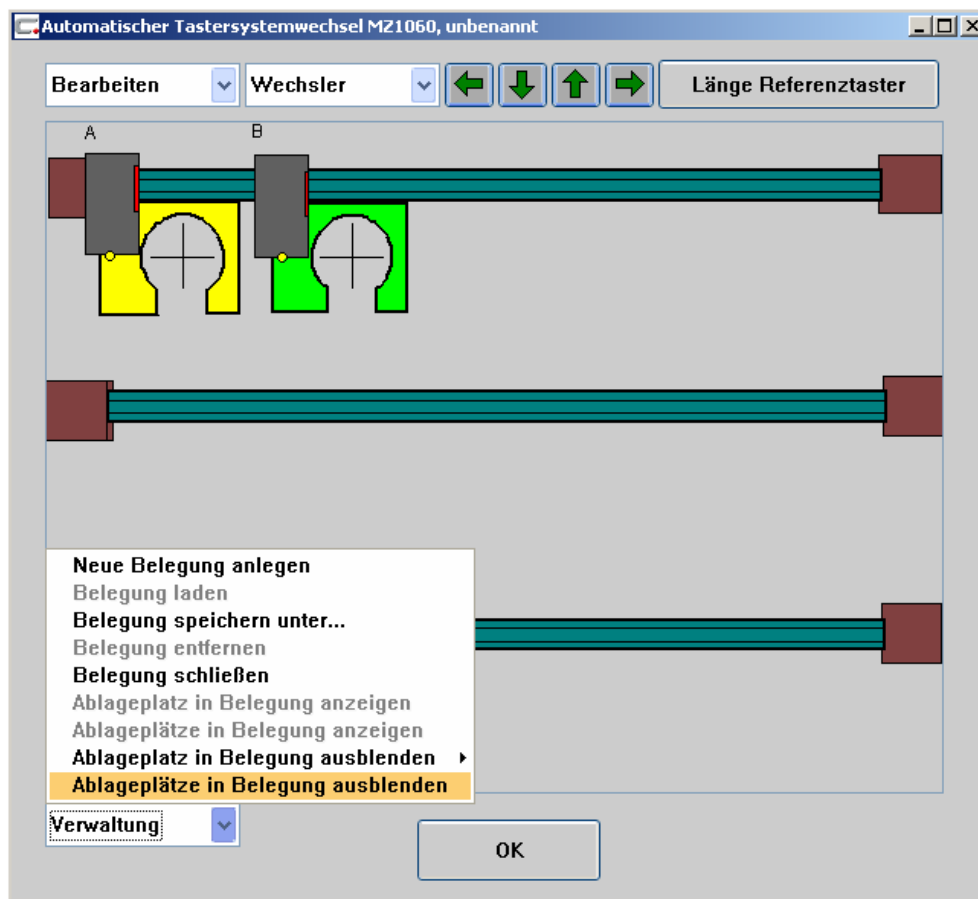 Automatischer Tastersystemwechsel MZ1060, unbenannt
Bearbeiten Wechsler Länge Referenztaster
A B
Neue Belegung anlegen
Belegung laden
Belegung speichern unter...
Belegung entfernen
Belegung schließen
Ablageplatz in Belegung anzeigen
Ablageplätze in Belegung anzeigen
Ablageplatz in Belegung ausblenden
Ablageplätze in Belegung ausblenden
Verwaltung
OK